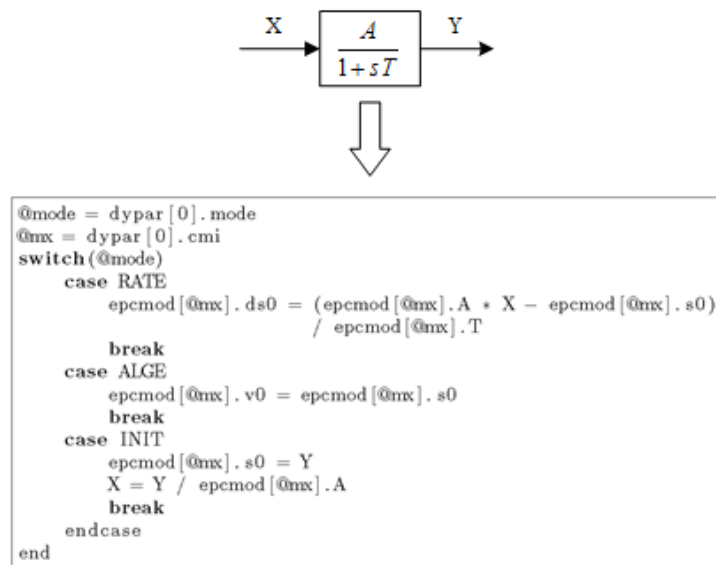 X
A
Y
1+sT
@mode = dypar[0].mode
@mx = dypar[0].cmi
switch(@mode)
case RATE
epcmod[@mx].ds0 = (epcmod[@mx].A * X - epcmod[@mx].s0)
/ epcmod[@mx].T
break
case ALGE
epcmod[@mx].v0 = epcmod[@mx].s0
break
case INIT
epcmod[@mx].s0 = Y
X = Y / epcmod[@mx].A
break
endcase
end